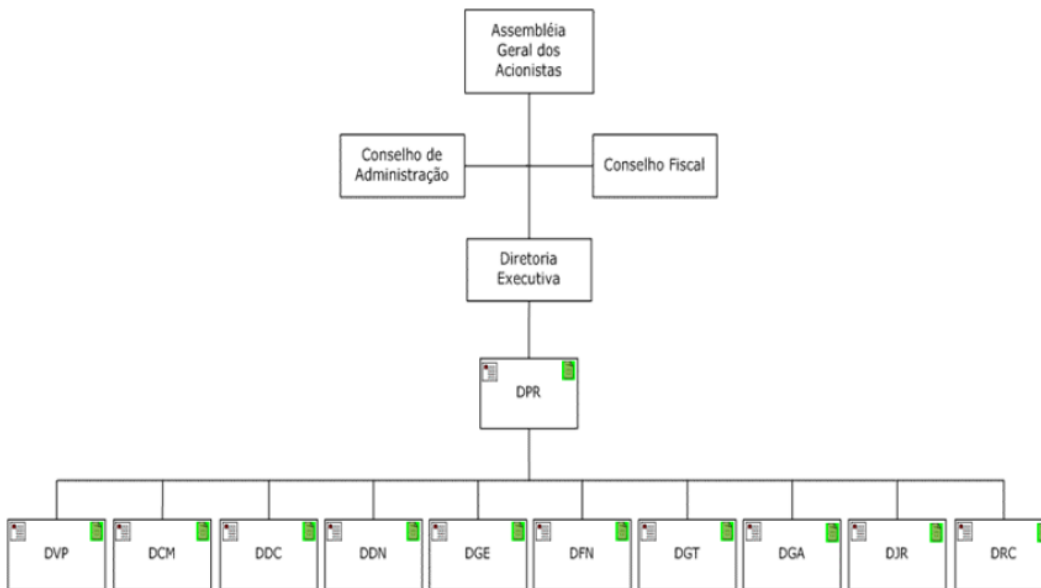 Assembléia
Geral dos
Acionistas
Conselho de
Administração
Conselho Fiscal
Diretoria
Executiva
DPR
DVP
DCM
DDC
DDN
DGE
DFN
DGT
DGA
DJR
DRC